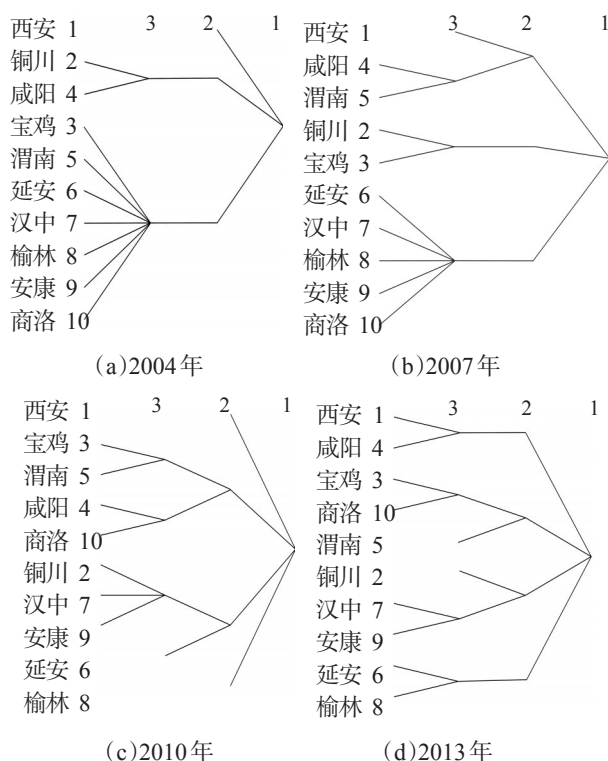 3 2 1
西安 1
铜川 2
咸阳 4
宝鸡 3
渭南 5
延安 6
汉中 7
榆林 8
安康 9
商洛 10
(a)2004年
3 2 1
西安 1
咸阳 4
渭南 5
铜川 2
宝鸡 3
延安 6
汉中 7
榆林 8
安康 9
商洛 10
(b)2007年
3 2 1
西安 1
宝鸡 3
渭南 5
咸阳 4
商洛 10
铜川 2
汉中 7
安康 9
延安 6
榆林 8
(c)2010年
3 2 1
西安 1
咸阳 4
宝鸡 3
商洛 10
渭南 5
铜川 2
汉中 7
安康 9
延安 6
榆林 8
(d)2013年